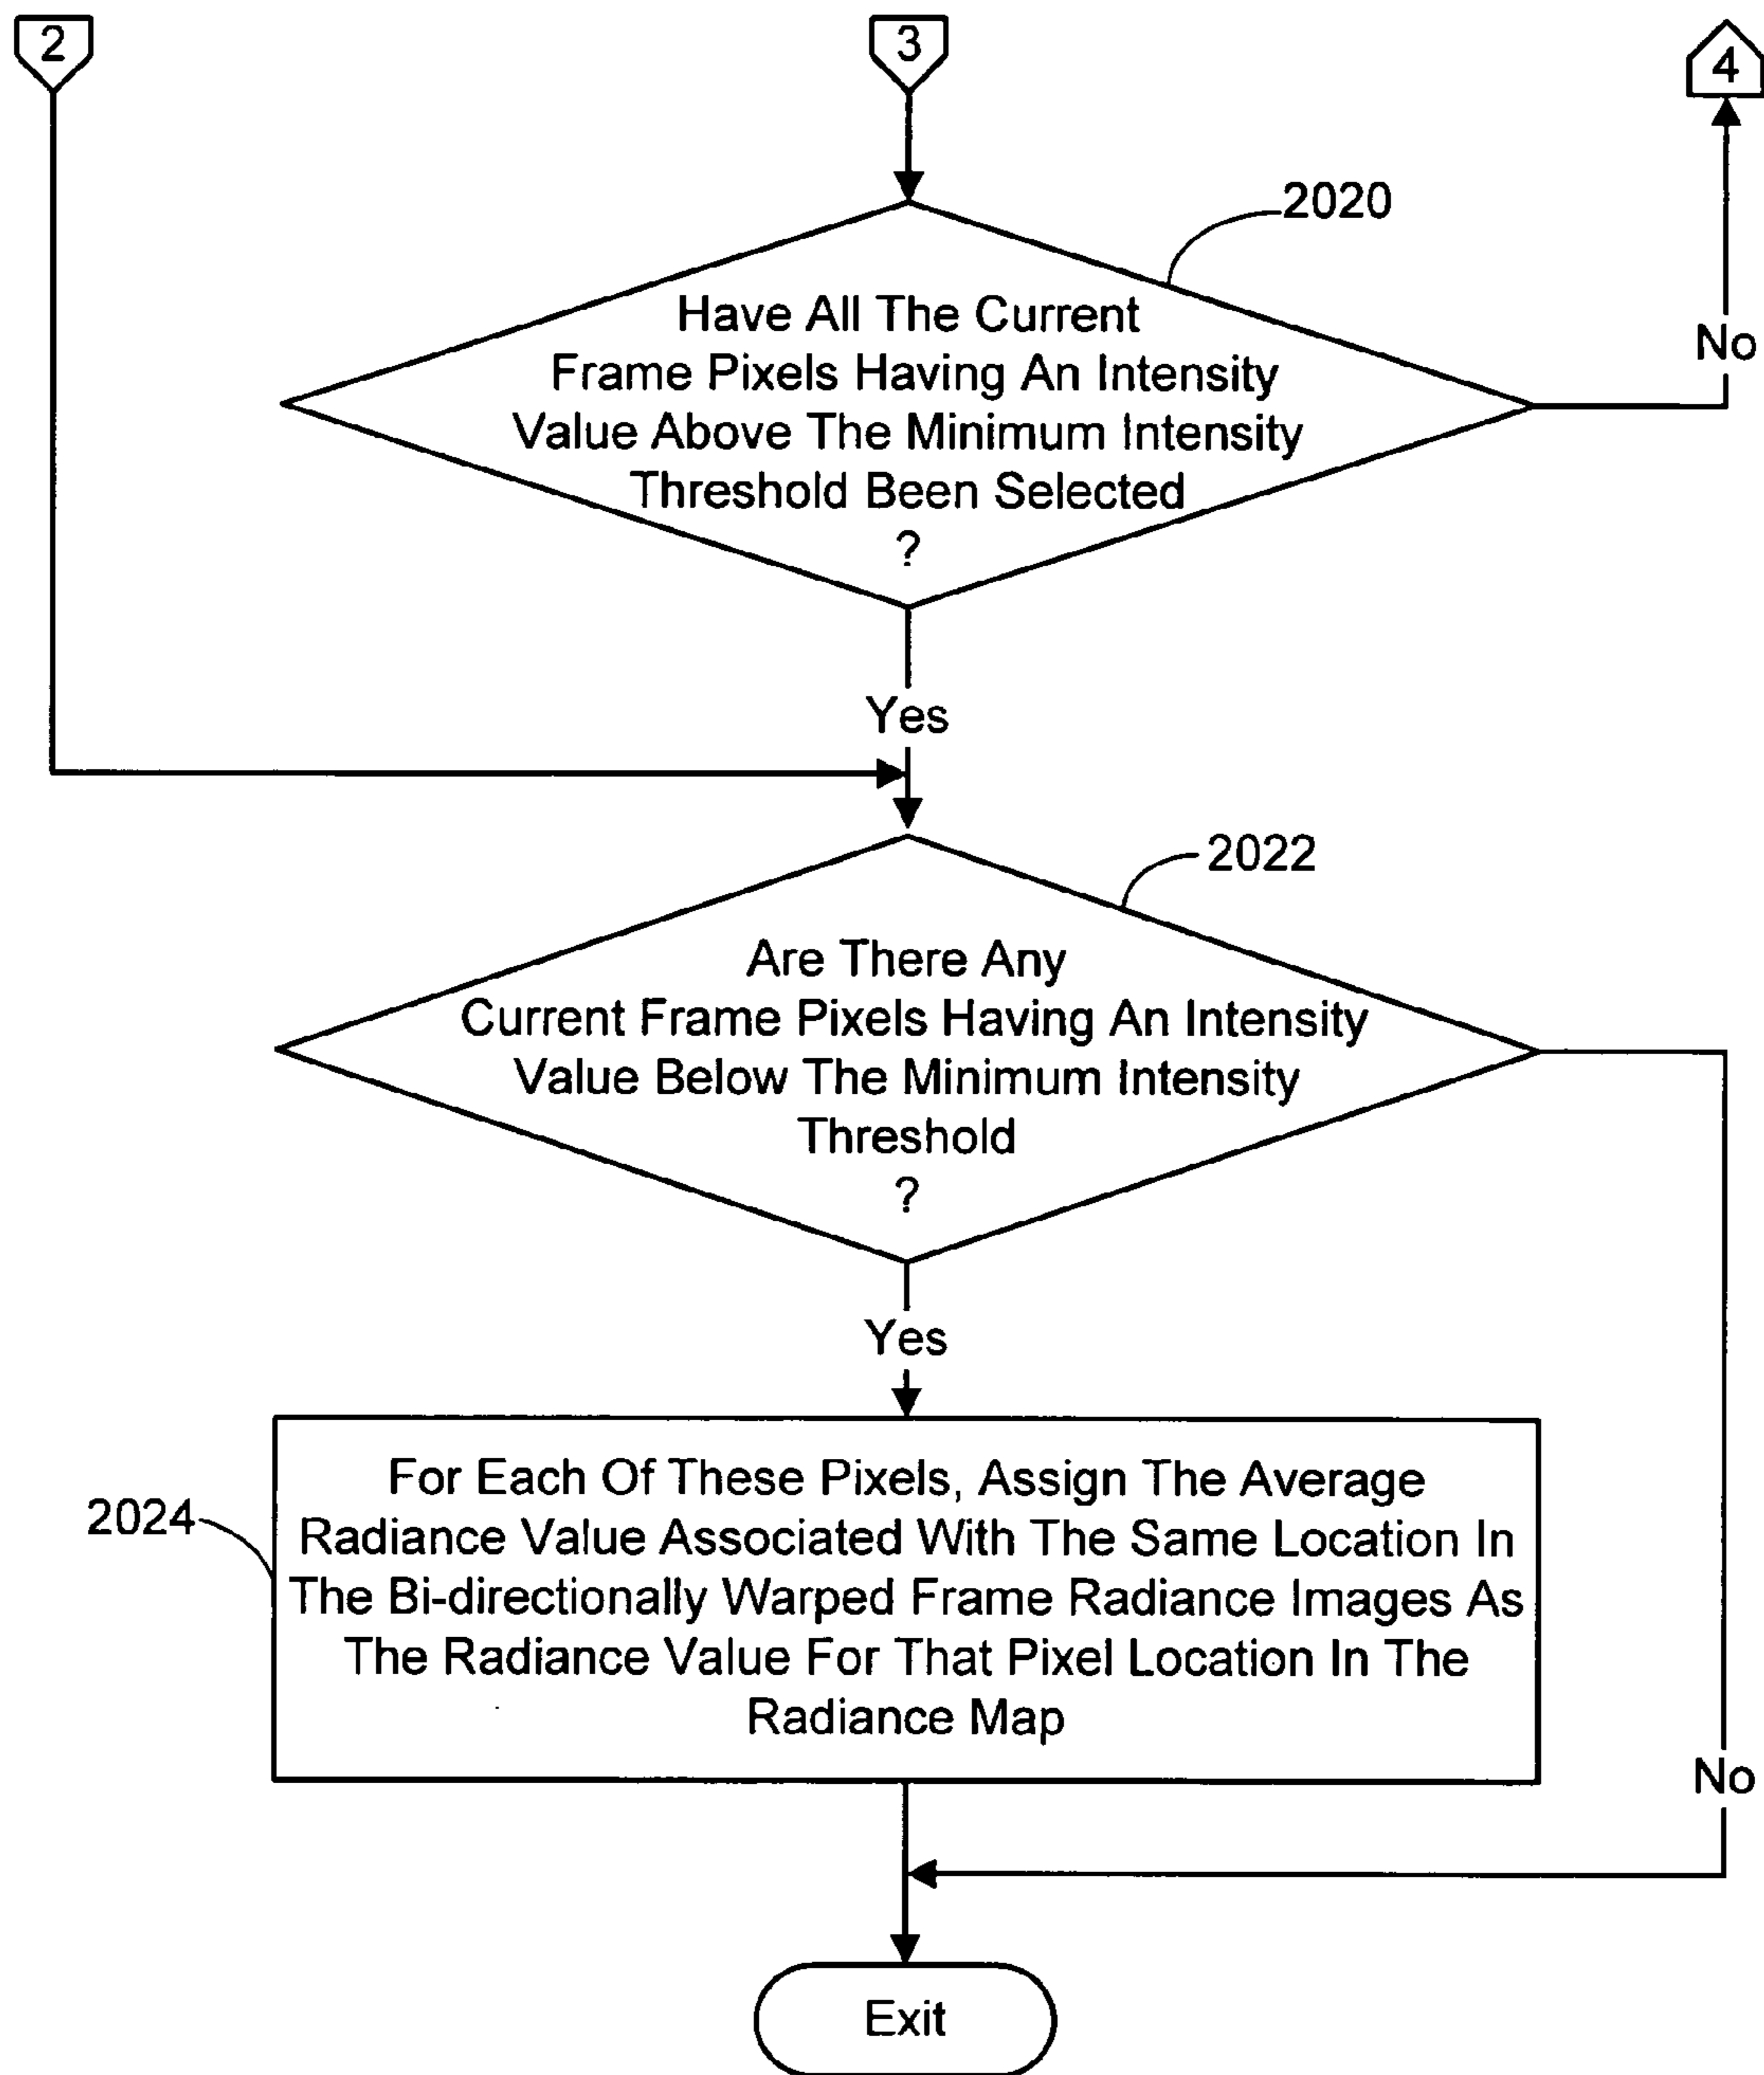 2
3
4
2020
Have All The Current
Frame Pixels Having An Intensity
Value Above The Minimum Intensity
Threshold Been Selected
?
No
Yes
2022
Are There Any
Current Frame Pixels Having An Intensity
Value Below The Minimum Intensity
Threshold
?
Yes
2024
For Each Of These Pixels, Assign The Average
Radiance Value Associated With The Same Location In
The Bi-directionally Warped Frame Radiance Images As
The Radiance Value For That Pixel Location In The
Radiance Map
No
Exit